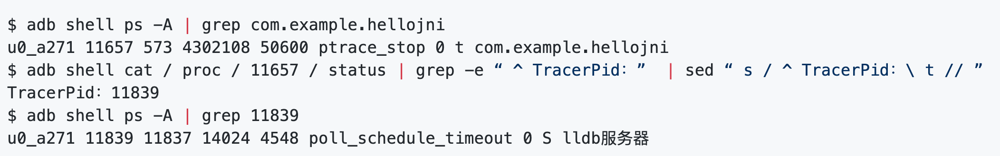 $ adb shell ps -A | grep com.example.hellojni
u0_a271 11657 573 4302108 50600 ptrace_stop 0 t com.example.hellojni
$ adb shell cat / proc / 11657 / status | grep -e “ ^ TracerPid：”  | sed “ s / ^ TracerPid：\ t // ”
TracerPid：11839
$ adb shell ps -A | grep 11839
u0_a271 11839 11837 14024 4548 poll_schedule_timeout 0 S lldb服务器